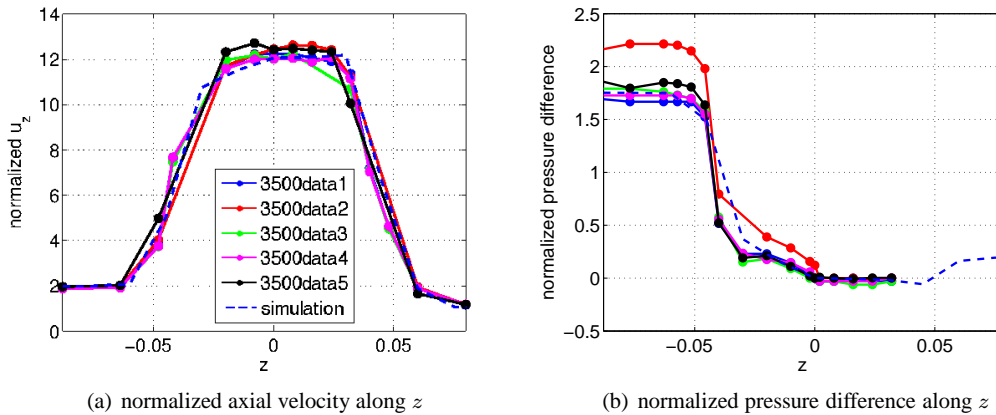 14
12
10
8
6
4
2
0
normalized u_z
−0.05
0
0.05
z
3500data1
3500data2
3500data3
3500data4
3500data5
simulation
(a) normalized axial velocity along z
2.5
2
1.5
1
0.5
0
−0.5
normalized pressure difference
−0.05
0
0.05
z
(b) normalized pressure difference along z